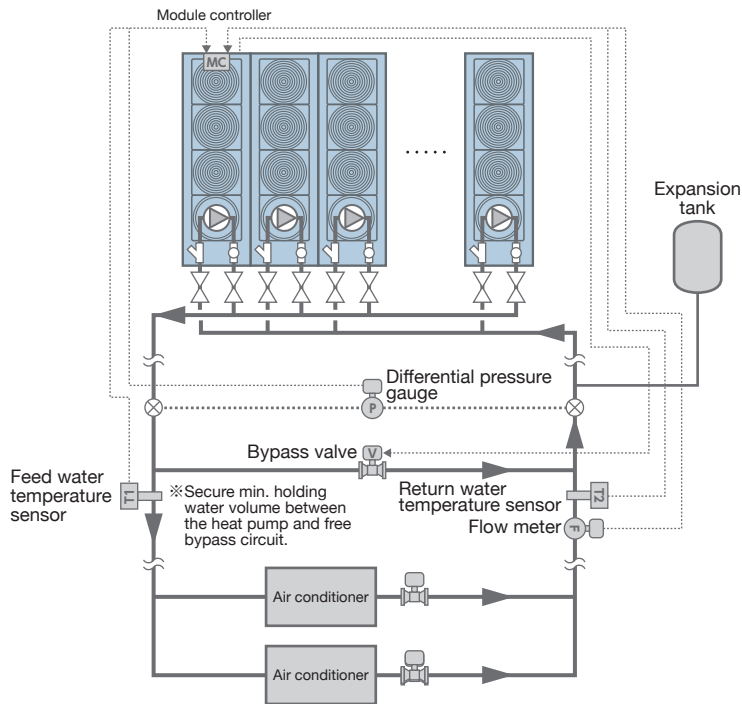 Module controller
MC
.....
Expansion
tank
Differential pressure
gauge
P
Bypass valve
V
Feed water
temperature
sensor
T1
※Secure min. holding
water volume between
the heat pump and free
bypass circuit.
Return water
temperature sensor
T2
Flow meter
F
Air conditioner
Air conditioner